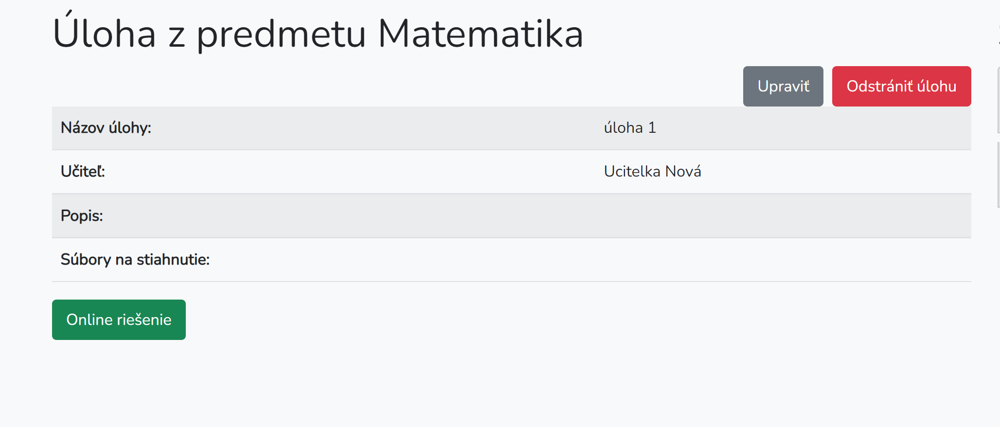 Úloha z predmetu Matematika
Upraviť Odstrániť úlohu
Názov úlohy: úloha 1
Učiteľ: Ucitelka Nová
Popis:
Súbory na stiahnutie:
Online riešenie